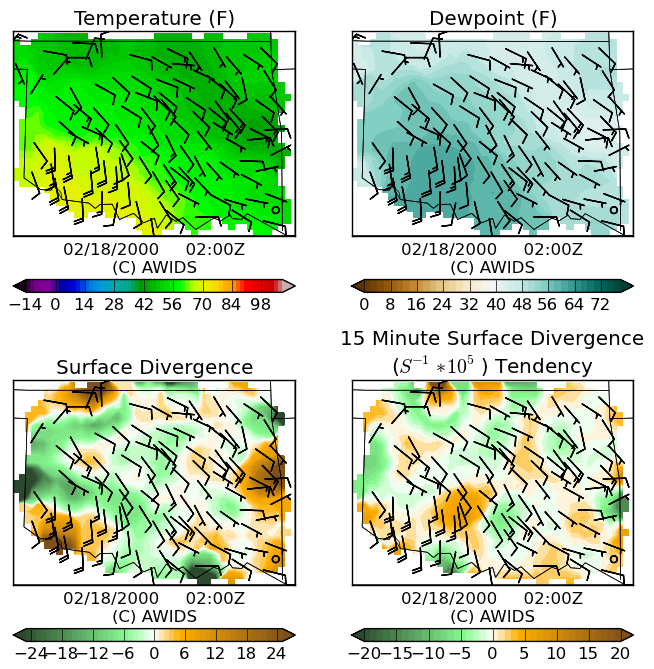 Temperature (F)
Dewpoint (F)
02/18/2000 02:00Z
(C) AWIDS
02/18/2000 02:00Z
(C) AWIDS
−14 0 14 28 42 56 70 84 98
0 8 16 24 32 40 48 56 64 72
Surface Divergence
15 Minute Surface Divergence
(S⁻¹ *10⁵ ) Tendency
02/18/2000 02:00Z
(C) AWIDS
02/18/2000 02:00Z
(C) AWIDS
−24 −18 −12 −6 0 6 12 18 24
−20 −15 −10 −5 0 5 10 15 20